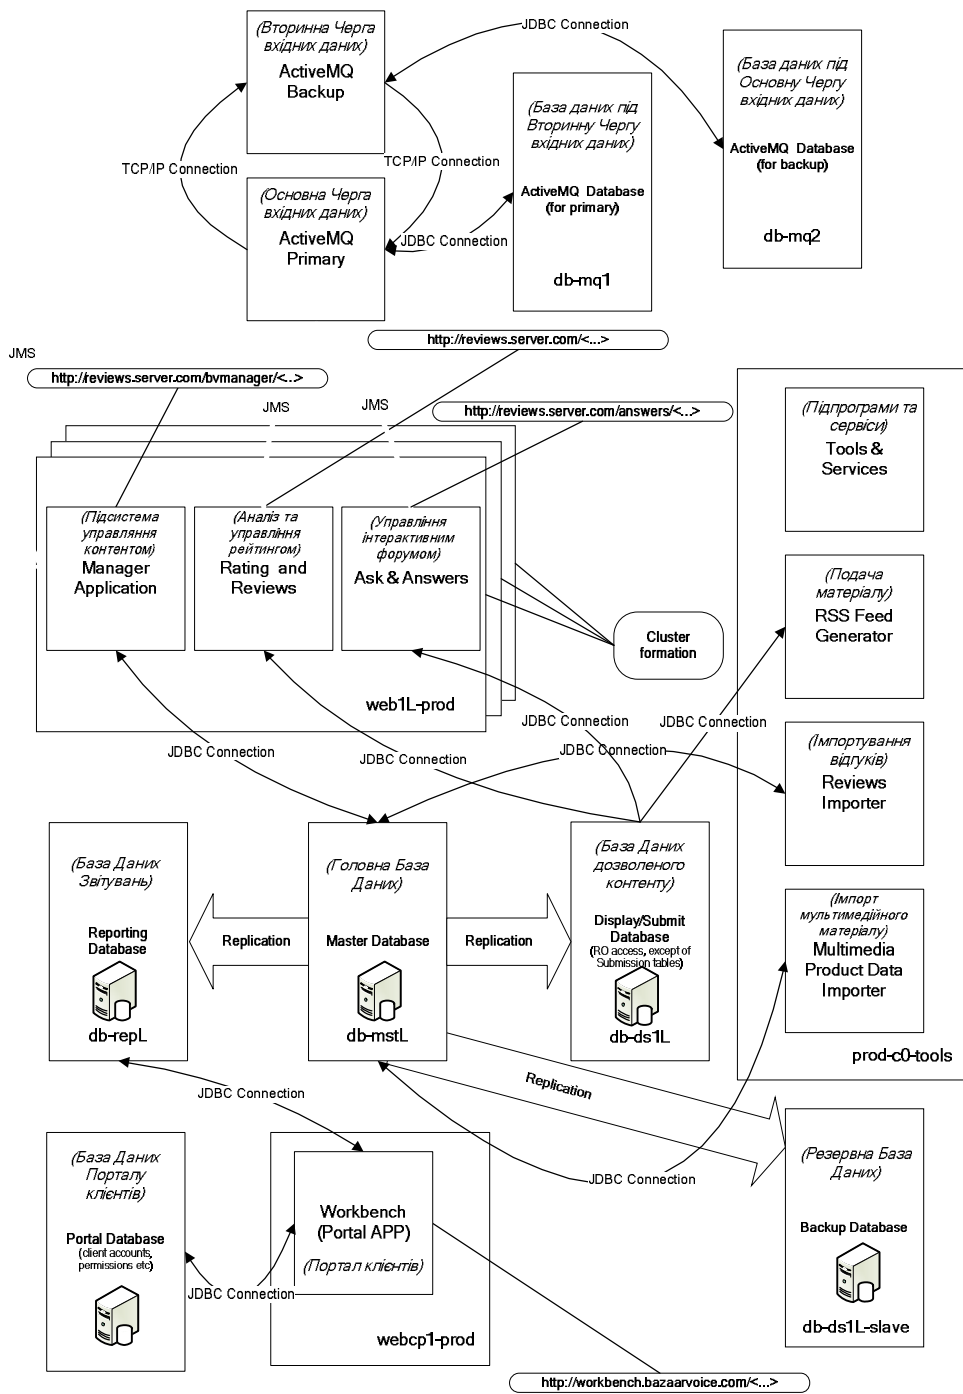 JDBC Connection
(Вторинна Черга
вхідних даних)
ActiveMQ
Backup
(База даних під
Основну Чергу
вхідних даних)
ActiveMQ Database
(for backup)
db-mq2
(База даних під
Вторинну Чергу
вхідних даних)
ActiveMQ Database
(for primary)
db-mq1
TCP/IP Connection
TCP/IP Connection
(Основна Черга
вхідних даних)
ActiveMQ
Primary
JDBC Connection
http://reviews.server.com/<...>
JMS
http://reviews.server.com/bvmanager/<...>
JMS
JMS
http://reviews.server.com/answers/<...>
(Підсистема
управляння
контентом)
Manager
Application
(Аналіз та
управління
рейтингом)
Rating and
Reviews
(Управління
інтерактивним
форумом)
Ask & Answers
web1L-prod
Cluster
formation
(Підпрограми та
сервіси)
Tools &
Services
(Подача
матеріалу)
RSS Feed
Generator
(Імпортування
відгуків)
Reviews
Importer
(Імпорт
мультимедійного
матеріалу)
Multimedia
Product Data
Importer
prod-c0-tools
JDBC Connection
JDBC Connection
JDBC Connection
JDBC Connection
JDBC Connection
(База Даних
Звітувань)
Reporting
Database
db-repL
Replication
(Головна База
Даних)
Master Database
db-mstL
Replication
(База Даних
дозволеного
контенту)
Display/Submit
Database
(RO access, except of
Submission tables)
db-ds1L
Replication
JDBC Connection
JDBC Connection
(База Даних
Порталу
клієнтів)
Portal Database
(client accounts,
permissions etc)
JDBC Connection
Workbench
(Portal APP)
(Портал клієнтів)
webcp1-prod
(Резервна База
Даних)
Backup Database
db-ds1L-slave
http://workbench.bazaarvoice.com/<...>